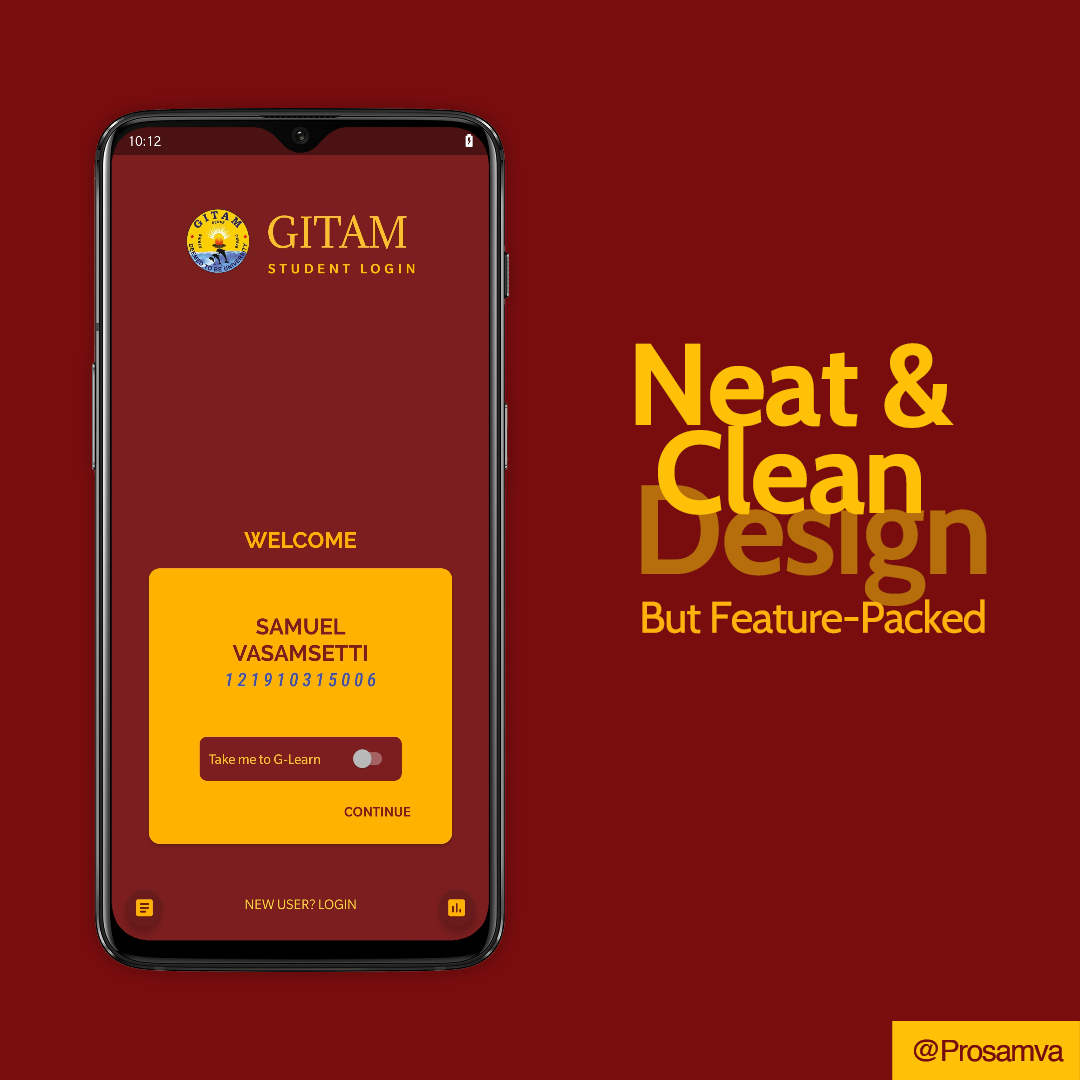 10:12
GITAM
GITAM
STUDENT LOGIN
WELCOME
SAMUEL
VASAMSETTI
121910315006
Take me to G-Learn
CONTINUE
NEW USER? LOGIN
Neat &
Clean
Design
But Feature-Packed
@Prosamva